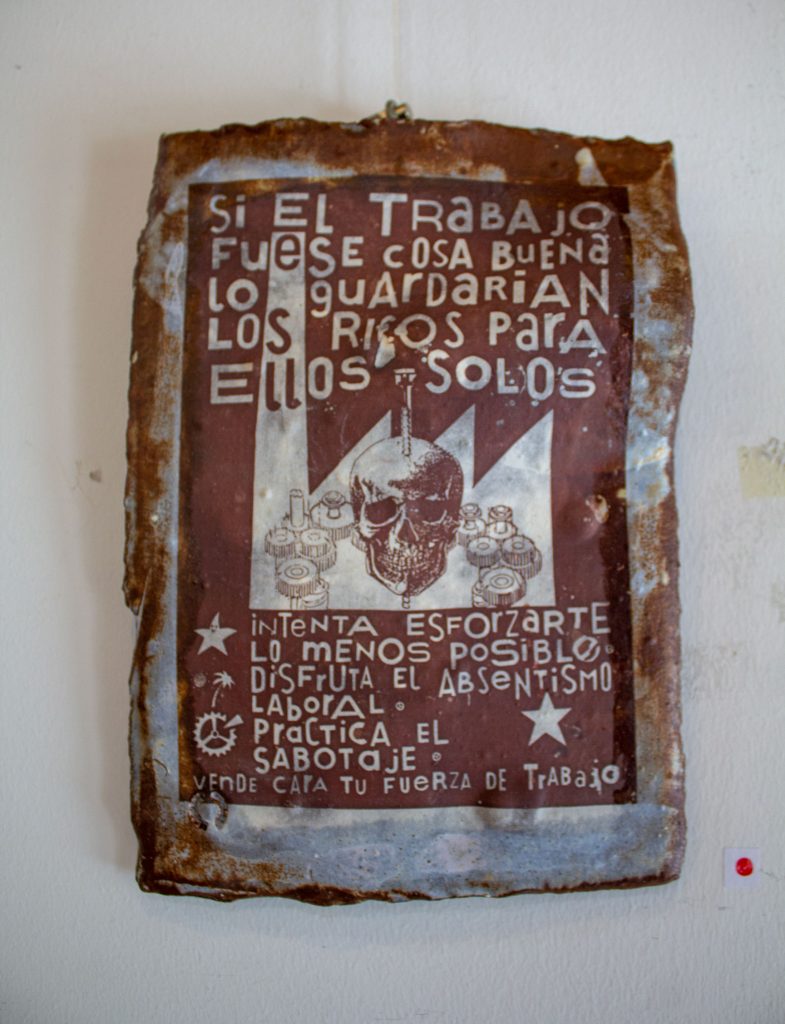 Si EL TRABAJO
FUESE COSA BUENA
LO GUARDARIAN
LOS RICOS PARA
ELLOS SOLOS
INTENTA ESFORZARTE
LO MENOS POSIBLE.
DISFRUTA EL ABSENTISMO
LABORAL.
PRACTICA EL
SABOTAJE.
VENDE CARA TU FUERZA DE TRABAJO